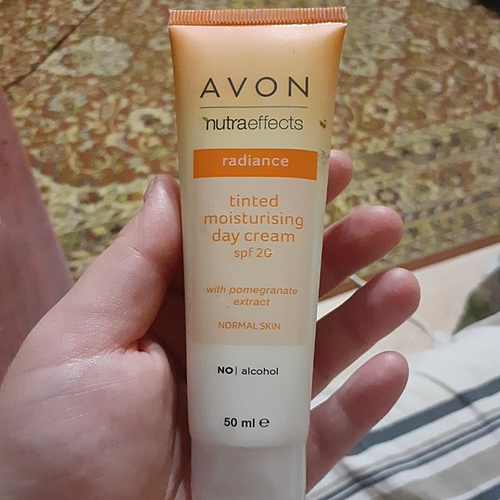 AVON
nutraeffects
radiance
tinted
moisturising
day cream
spf 20
with pomegranate
extract
NORMAL SKIN
NO| alcohol
50 ml ℮